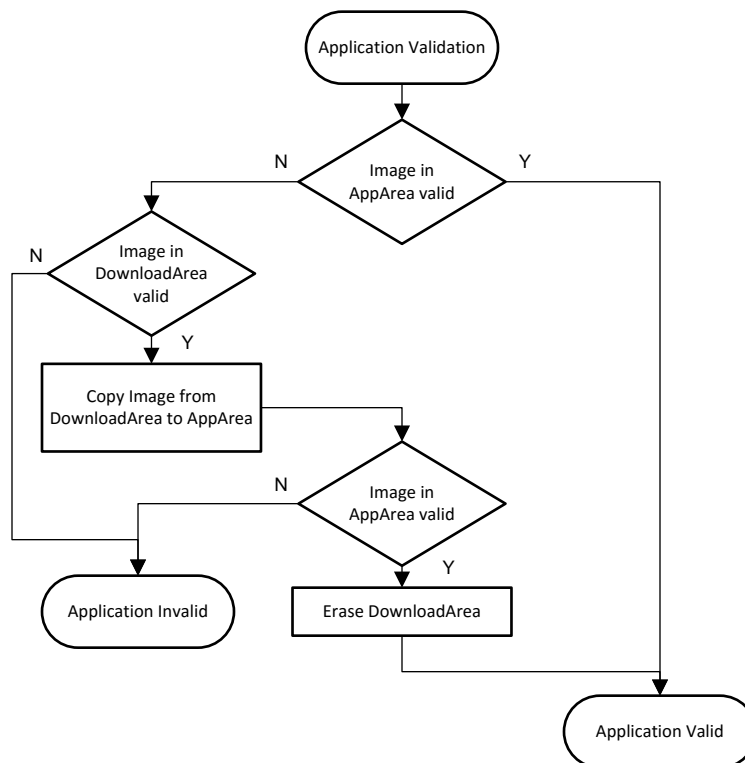 Application Validation
N
Image in
AppArea valid
Y
N
Image in
DownloadArea
valid
Y
Copy Image from
DownloadArea to AppArea
N
Image in
AppArea valid
Y
Application Invalid
Erase DownloadArea
Application Valid